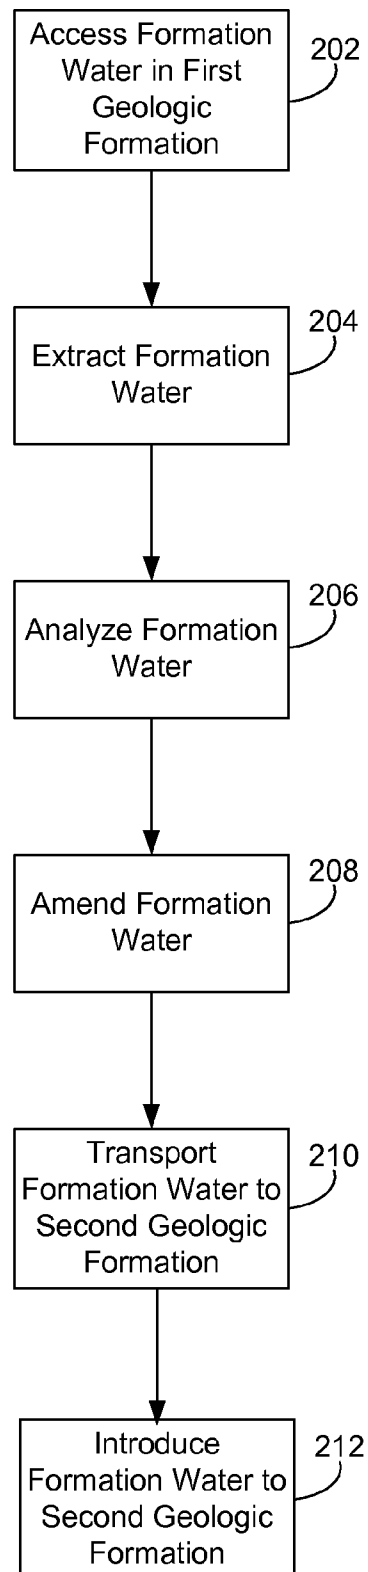 Access Formation
Water in First
Geologic
Formation
202
Extract Formation
Water
204
Analyze Formation
Water
206
Amend Formation
Water
208
Transport
Formation Water to
Second Geologic
Formation
210
Introduce
Formation Water to
Second Geologic
Formation
212